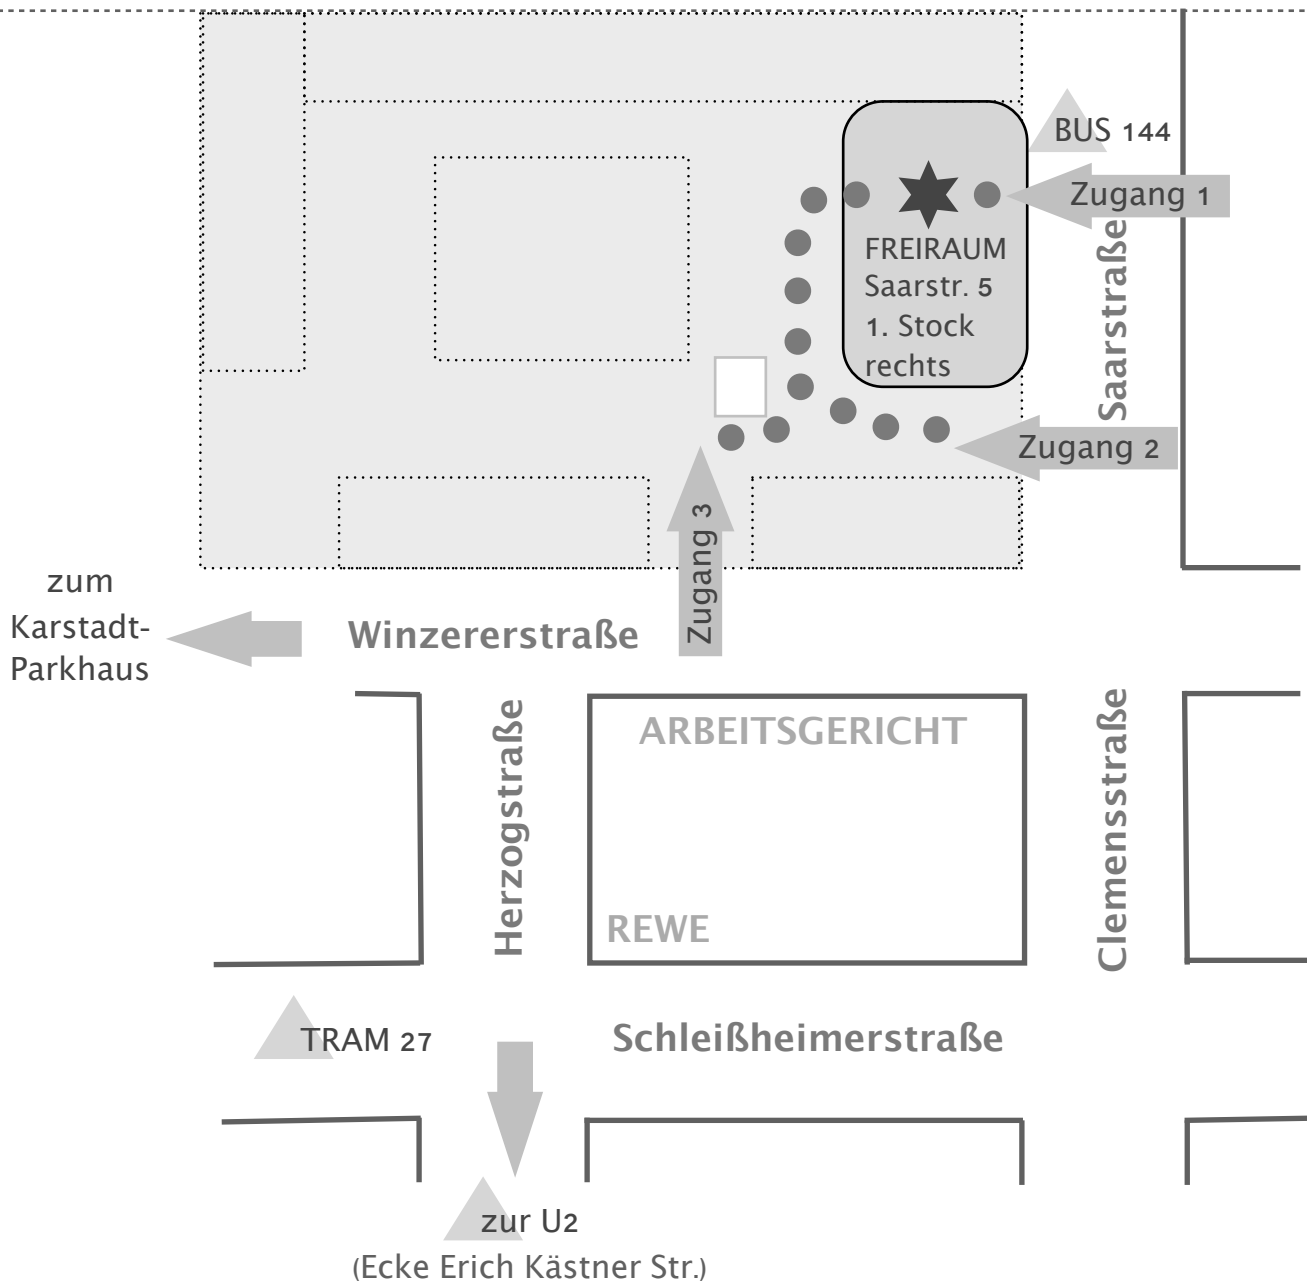 BUS 144
Zugang 1
FREIRAUM
Saarstr. 5
1. Stock
rechts
Saarstraße
Zugang 2
Zugang 3
zum
Karstadt-
Parkhaus
Winzererstraße
ARBEITSGERICHT
Herzogstraße
Clemensstraße
REWE
TRAM 27
Schleißheimerstraße
zur U2
(Ecke Erich Kästner Str.)